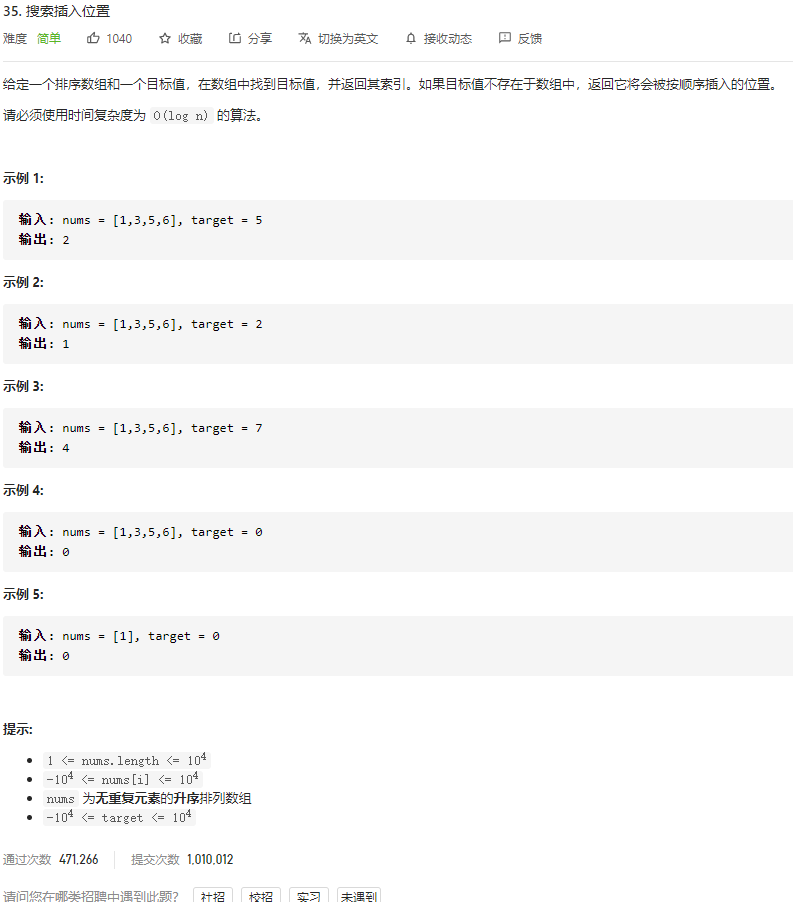 35. 搜索插入位置
难度 简单 1040 收藏 分享 切换为英文 接收动态 反馈
给定一个排序数组和一个目标值，在数组中找到目标值，并返回其索引。如果目标值不存在于数组中，返回它将会被按顺序插入的位置。
请必须使用时间复杂度为 O(log n) 的算法。
示例 1:
输入: nums = [1,3,5,6], target = 5
输出: 2
示例 2:
输入: nums = [1,3,5,6], target = 2
输出: 1
示例 3:
输入: nums = [1,3,5,6], target = 7
输出: 4
示例 4:
输入: nums = [1,3,5,6], target = 0
输出: 0
示例 5:
输入: nums = [1], target = 0
输出: 0
提示:
1 <= nums.length <= 10⁴
-10⁴ <= nums[i] <= 10⁴
nums 为无重复元素的升序排列数组
-10⁴ <= target <= 10⁴
通过次数 471,266 提交次数 1,010,012
请问您在哪类招聘中遇到此题？ 社招 校招 实习 未遇到